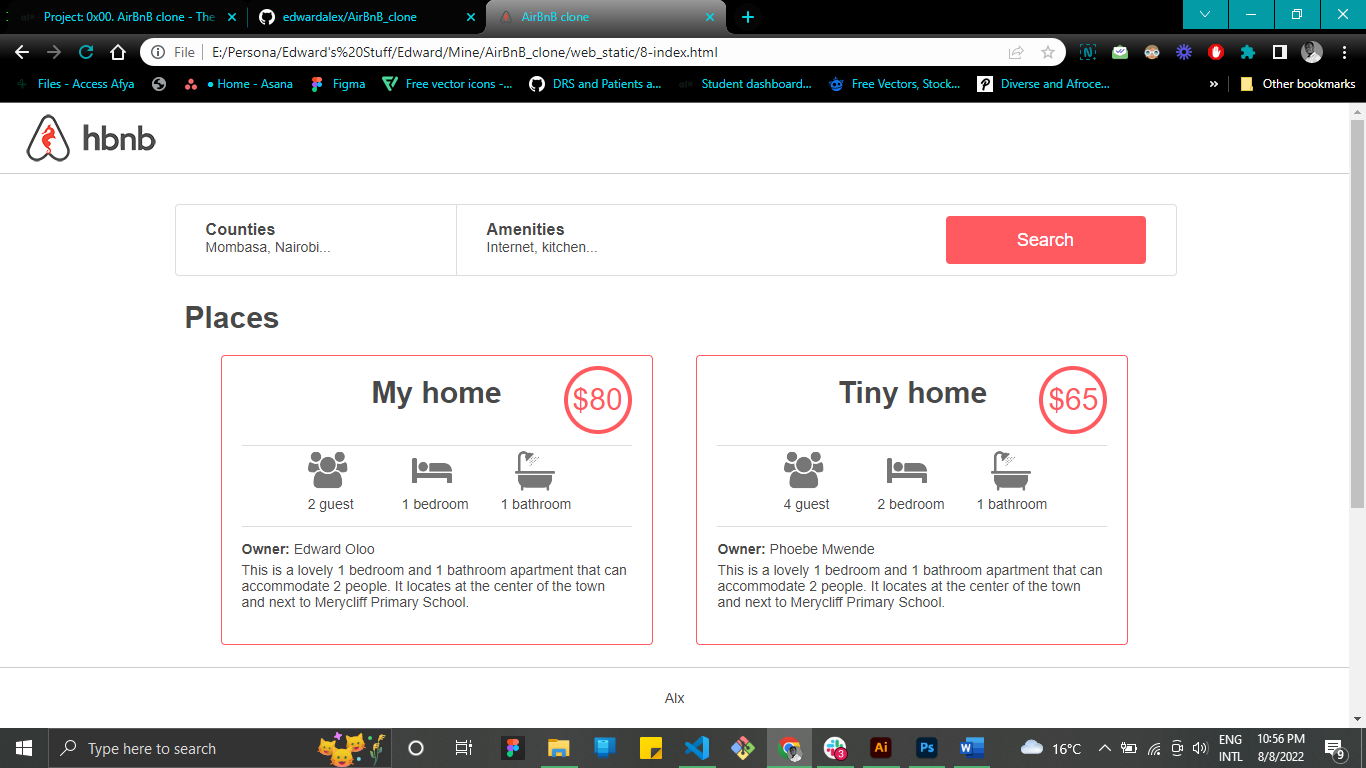 Project: 0x00. AirBnB clone - The
edwardalex/AirBnB_clone
AirBnB clone
File
E:/Persona/Edward's%20Stuff/Edward/Mine/AirBnB_clone/web_static/8-index.html
Files - Access Afya
● Home - Asana
Figma
Free vector icons -...
DRS and Patients a...
Student dashboard...
Free Vectors, Stock...
Diverse and Afroce...
»
Other bookmarks
hbnb
Counties
Mombasa, Nairobi...
Amenities
Internet, kitchen...
Search
Places
My home
$80
2 guest
1 bedroom
1 bathroom
Owner: Edward Oloo
This is a lovely 1 bedroom and 1 bathroom apartment that can
accommodate 2 people. It locates at the center of the town
and next to Merycliff Primary School.
Tiny home
$65
4 guest
2 bedroom
1 bathroom
Owner: Phoebe Mwende
This is a lovely 1 bedroom and 1 bathroom apartment that can
accommodate 2 people. It locates at the center of the town
and next to Merycliff Primary School.
Alx
Type here to search
3
Ai
Ps
16°C
ENG
INTL
10:56 PM
8/8/2022
9